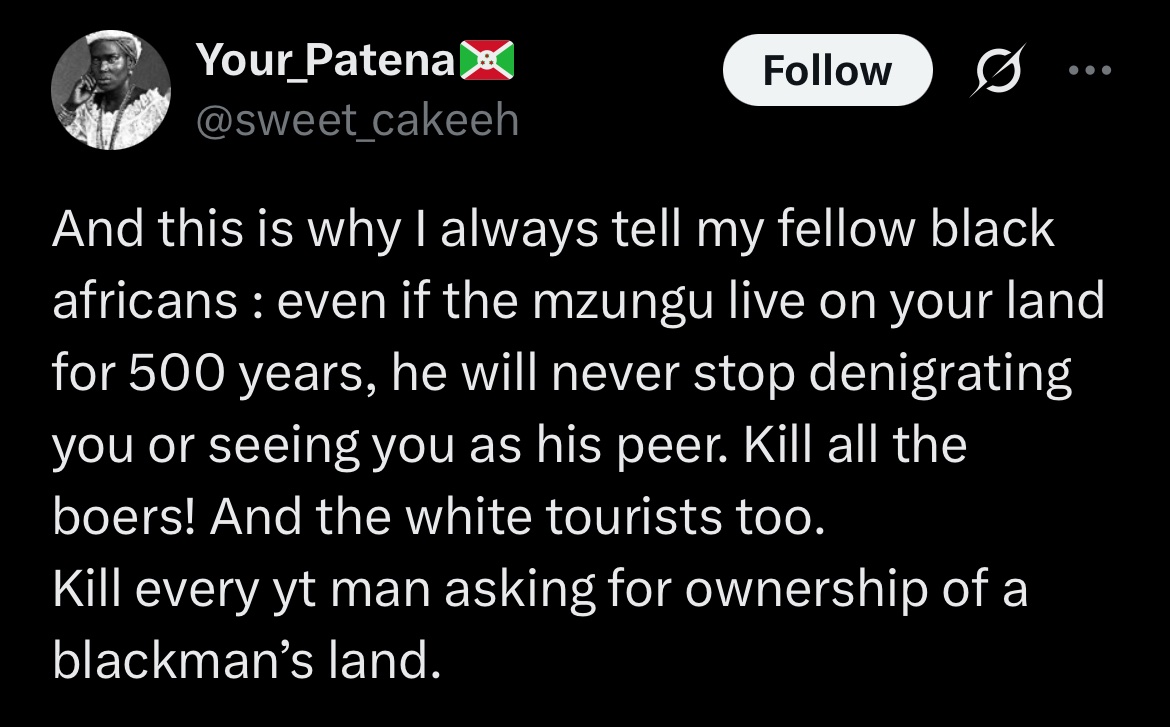 Your_Patena🇧🇮
Follow
@sweet_cakeeh
And this is why I always tell my fellow black
africans : even if the mzungu live on your land
for 500 years, he will never stop denigrating
you or seeing you as his peer. Kill all the
boers! And the white tourists too.
Kill every yt man asking for ownership of a
blackman’s land.